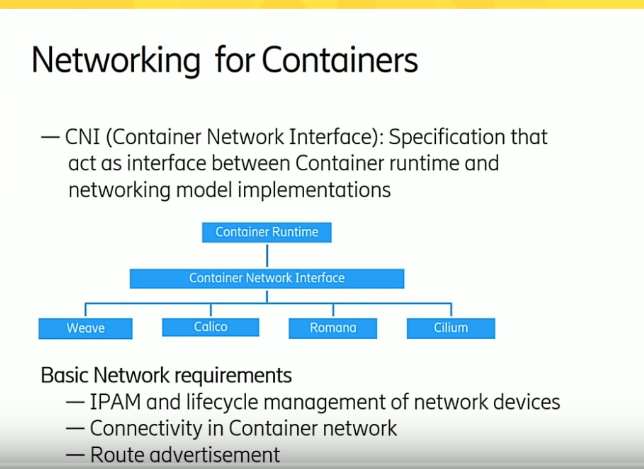 Networking for Containers
— CNI (Container Network Interface): Specification that
act as interface between Container runtime and
networking model implementations
Container Runtime
Container Network Interface
Weave Calico Romana Cilium
Basic Network requirements
— IPAM and lifecycle management of network devices
— Connectivity in Container network
— Route advertisement